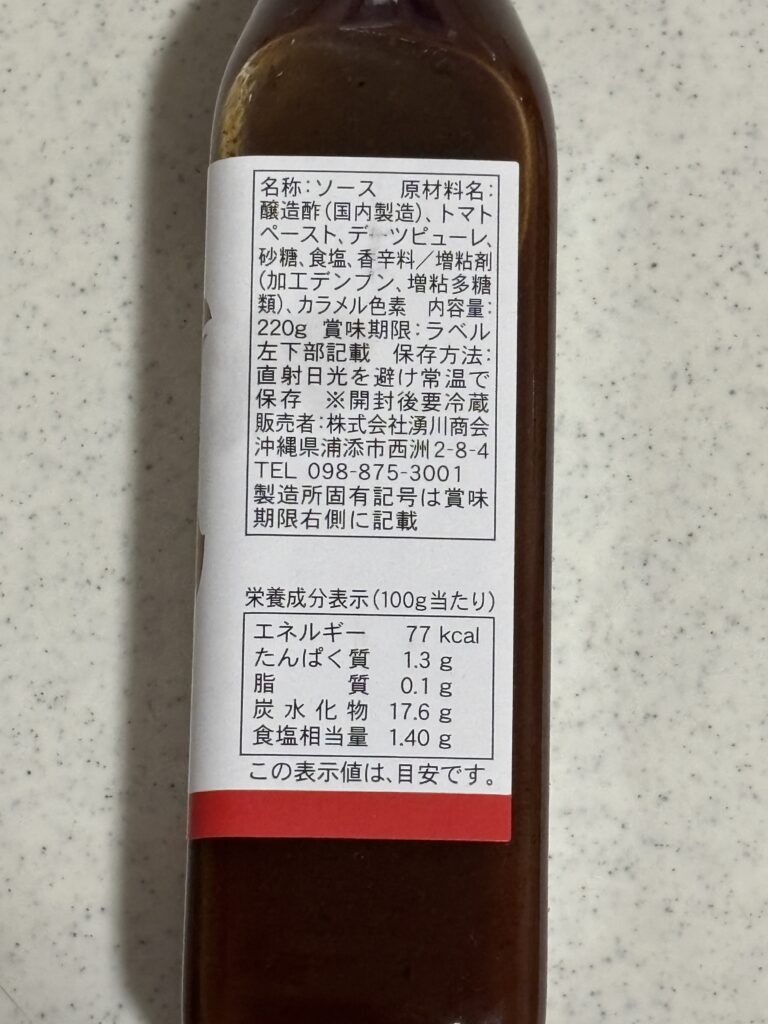 名称：ソース　原材料名：
醸造酢（国内製造）、トマト
ペースト、デーツピューレ、
砂糖、食塩、香辛料／増粘剤
（加工デンプン、増粘多糖
類）、カラメル色素　内容量：
220g　賞味期限：ラベル
左下部記載　保存方法：
直射日光を避け常温で
保存　※開封後要冷蔵
販売者：株式会社湧川商会
沖縄県浦添市西洲2-8-4
TEL 098-875-3001
製造所固有記号は賞味
期限右側に記載
栄養成分表示（100g当たり）
エネルギー　77 kcal
たんぱく質　1.3 g
脂　　　質　0.1 g
炭水化物　17.6 g
食塩相当量　1.40 g
この表示値は、目安です。